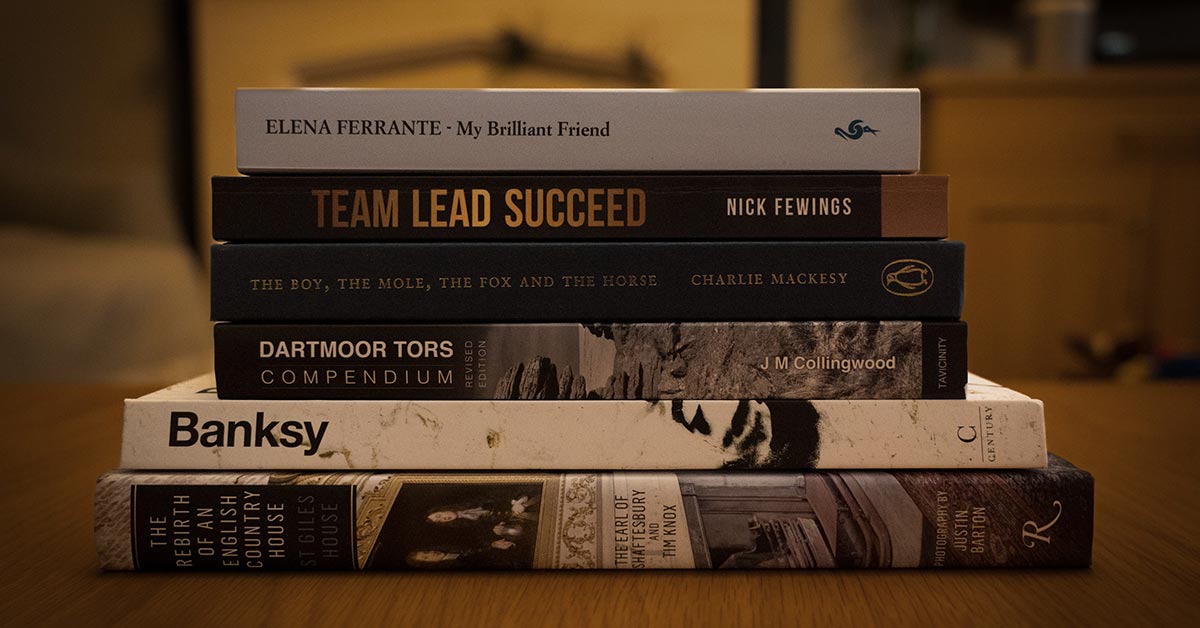 ELENA FERRANTE - My Brilliant Friend
TEAM LEAD SUCCEED NICK FEWINGS
THE BOY, THE MOLE, THE FOX AND THE HORSE CHARLIE MACKESY
DARTMOOR TORS
COMPENDIUM
REVISED
EDITION
J M Collingwood
TAVICINITY
Banksy
C
CENTURY
THE
REBIRTH
OF AN
ENGLISH
COUNTRY
HOUSE
ST GILES
HOUSE
THE EARL OF
SHAFTESBURY
AND
TIM KNOX
PHOTOGRAPHY BY
JUSTIN
BARTON
R